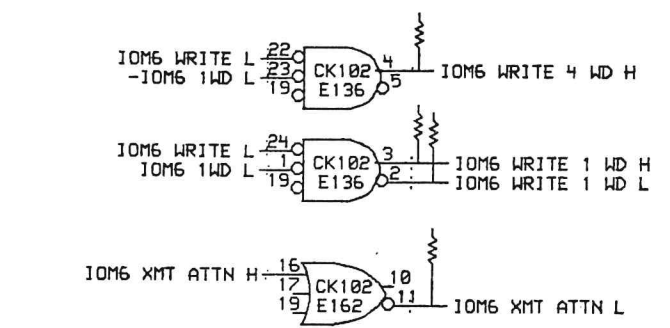 IOM6 WRITE L 22 4
-IOM6 1WD L 23 CK102 IOM6 WRITE 4 WD H
19 E136 5
IOM6 WRITE L 24 3
IOM6 1WD L 1 CK102 IOM6 WRITE 1 WD H
19 E136 2 IOM6 WRITE 1 WD L
IOM6 XMT ATTN H 16 10
17 CK102
19 E162 11 IOM6 XMT ATTN L